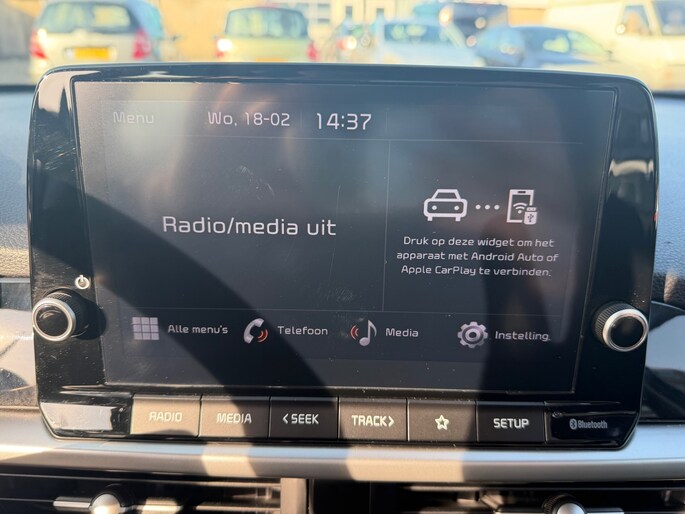 Menu Wo, 18-02 14:37
Radio/media uit
Druk op deze widget om het
apparaat met Android Auto of
Apple CarPlay te verbinden.
Alle menu's Telefoon Media Instelling.
RADIO MEDIA <SEEK TRACK> SETUP Bluetooth